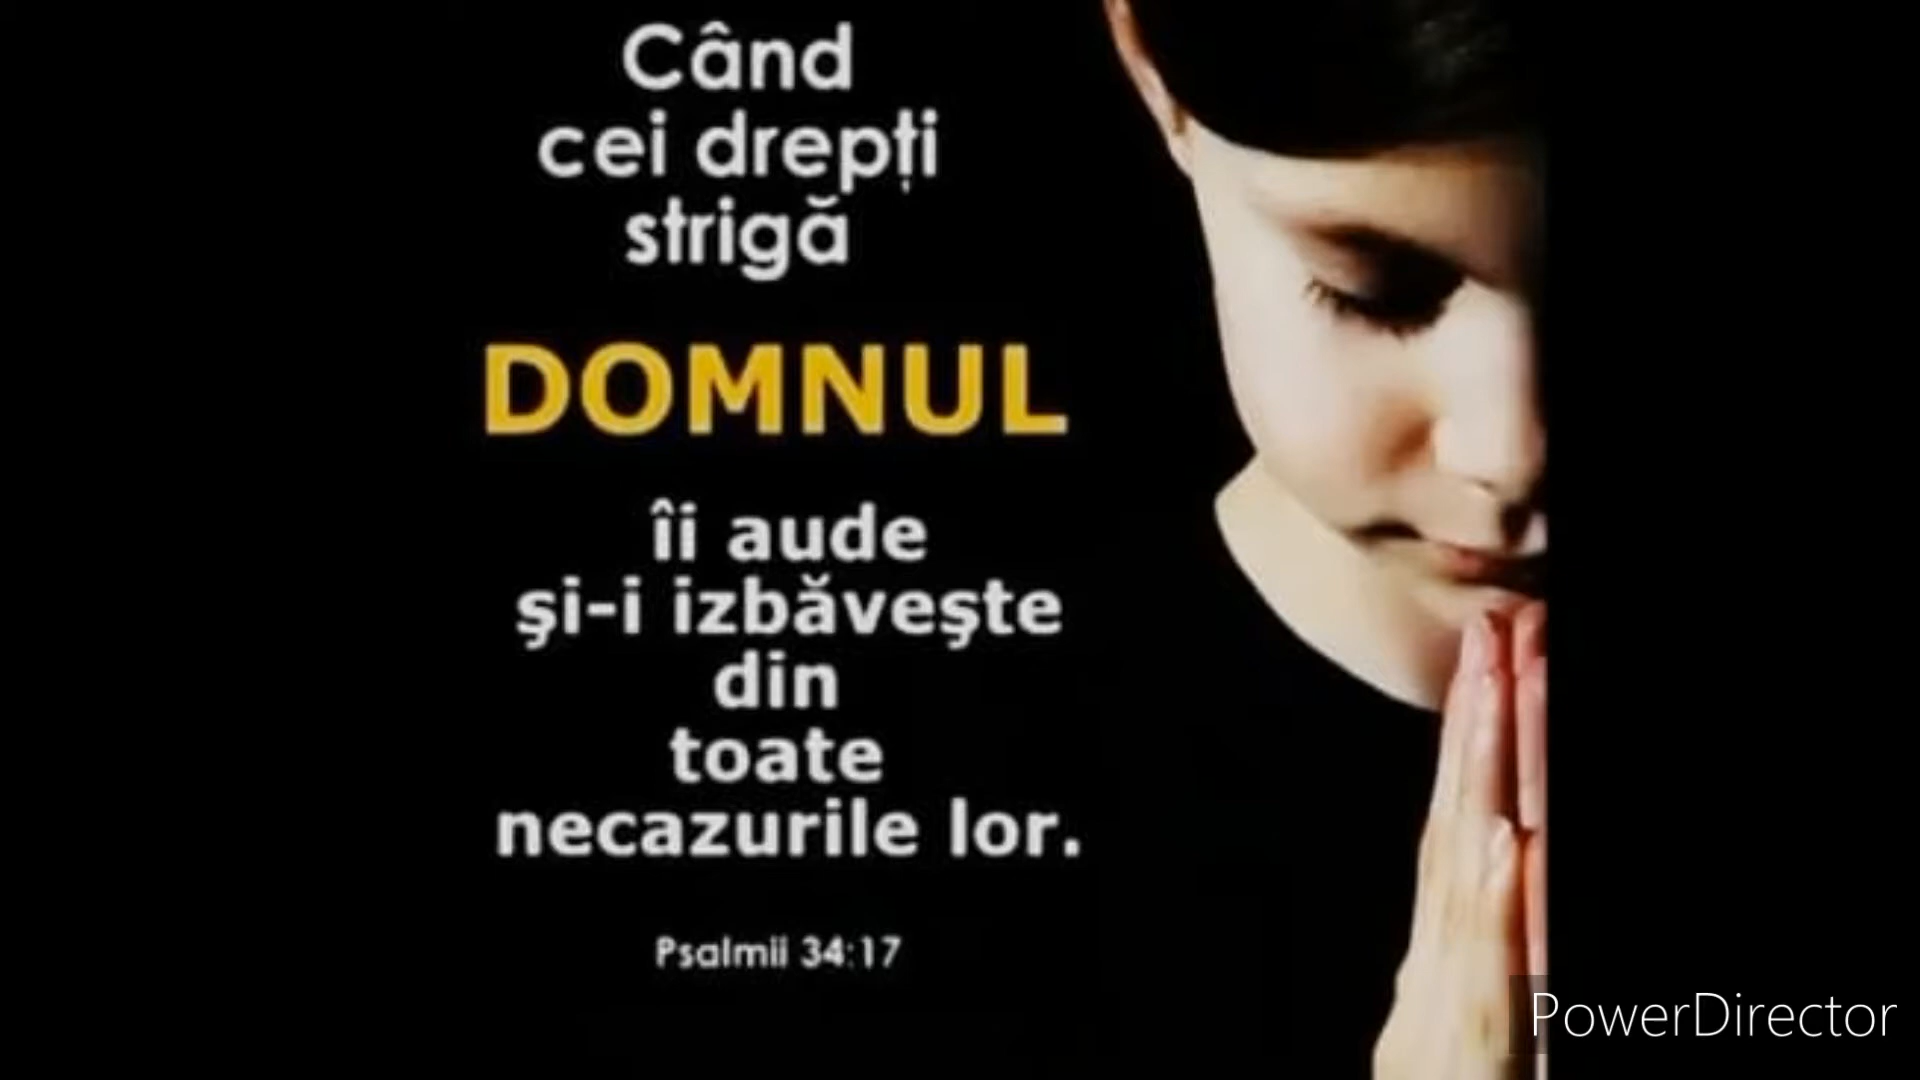 Când
cei drepți
strigă
DOMNUL
îi aude
şi-i izbăveşte
din
toate
necazurile lor.
Psalmii 34:17
PowerDirector